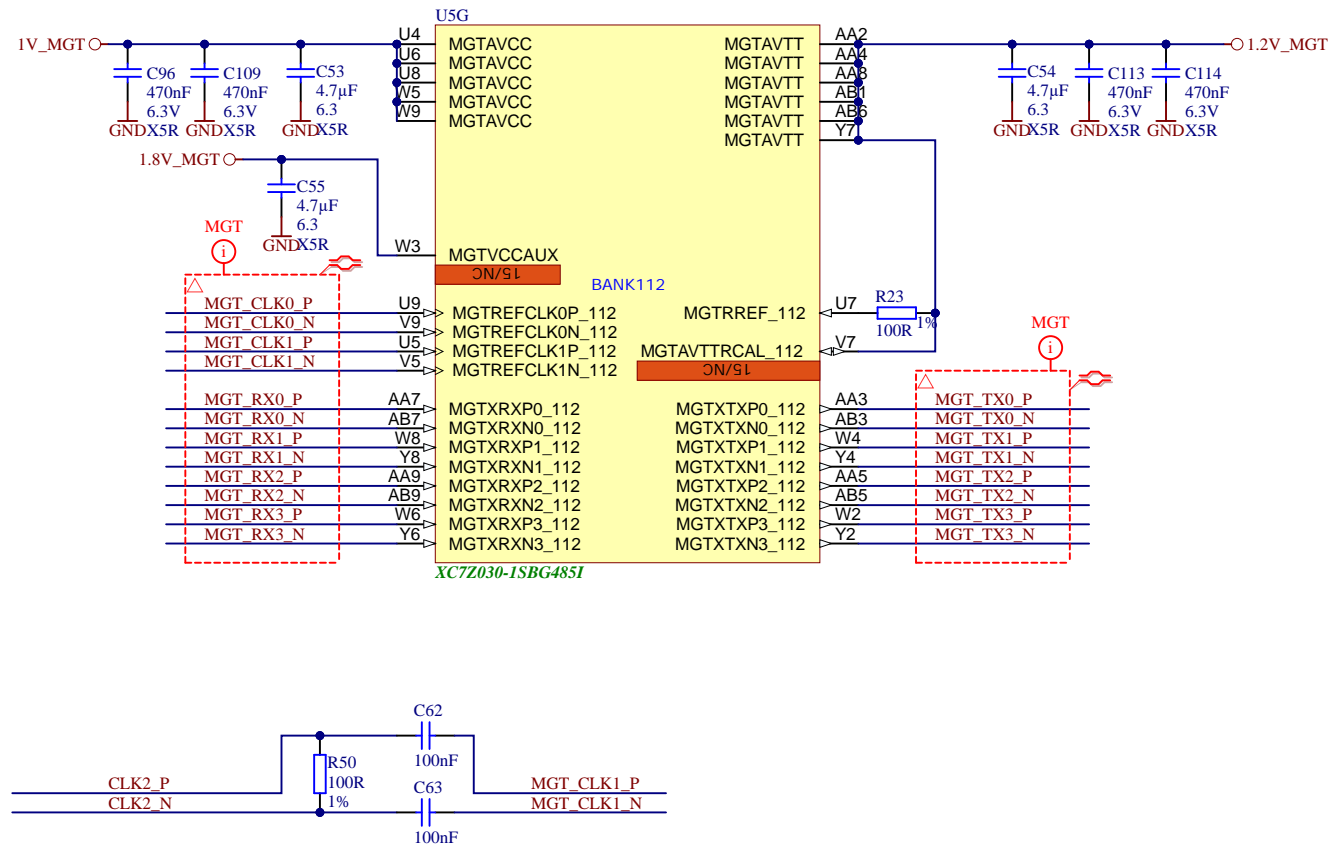 U5G
1V_MGT
C96
470nF
6.3V
X5R
GND
C109
470nF
6.3V
X5R
GND
C53
4.7µF
6.3
X5R
GND
1.8V_MGT
C55
4.7µF
6.3
X5R
GND
U4 MGTAVCC
U6 MGTAVCC
U8 MGTAVCC
W5 MGTAVCC
W9 MGTAVCC
W3 MGTVCCAUX
15/NC
BANK112
MGTAVTT AA2
MGTAVTT AA4
MGTAVTT AA8
MGTAVTT AB1
MGTAVTT AB6
MGTAVTT Y7
1.2V_MGT
C54
4.7µF
6.3
X5R
GND
C113
470nF
6.3V
X5R
GND
C114
470nF
6.3V
X5R
GND
MGT
i
MGT_CLK0_P U9 MGTREFCLK0P_112
MGT_CLK0_N V9 MGTREFCLK0N_112
MGT_CLK1_P U5 MGTREFCLK1P_112
MGT_CLK1_N V5 MGTREFCLK1N_112
MGTRREF_112 U7
R23
100R
1%
MGTAVTTRCAL_112 V7
15/NC
MGT
i
MGT_RX0_P AA7 MGTXRXP0_112
MGT_RX0_N AB7 MGTXRXN0_112
MGT_RX1_P W8 MGTXRXP1_112
MGT_RX1_N Y8 MGTXRXN1_112
MGT_RX2_P AA9 MGTXRXP2_112
MGT_RX2_N AB9 MGTXRXN2_112
MGT_RX3_P W6 MGTXRXP3_112
MGT_RX3_N Y6 MGTXRXN3_112
MGTXTXP0_112 AA3 MGT_TX0_P
MGTXTXN0_112 AB3 MGT_TX0_N
MGTXTXP1_112 W4 MGT_TX1_P
MGTXTXN1_112 Y4 MGT_TX1_N
MGTXTXP2_112 AA5 MGT_TX2_P
MGTXTXN2_112 AB5 MGT_TX2_N
MGTXTXP3_112 W2 MGT_TX3_P
MGTXTXN3_112 Y2 MGT_TX3_N
XC7Z030-1SBG485I
C62
100nF
R50
100R
1%
C63
100nF
CLK2_P
CLK2_N
MGT_CLK1_P
MGT_CLK1_N